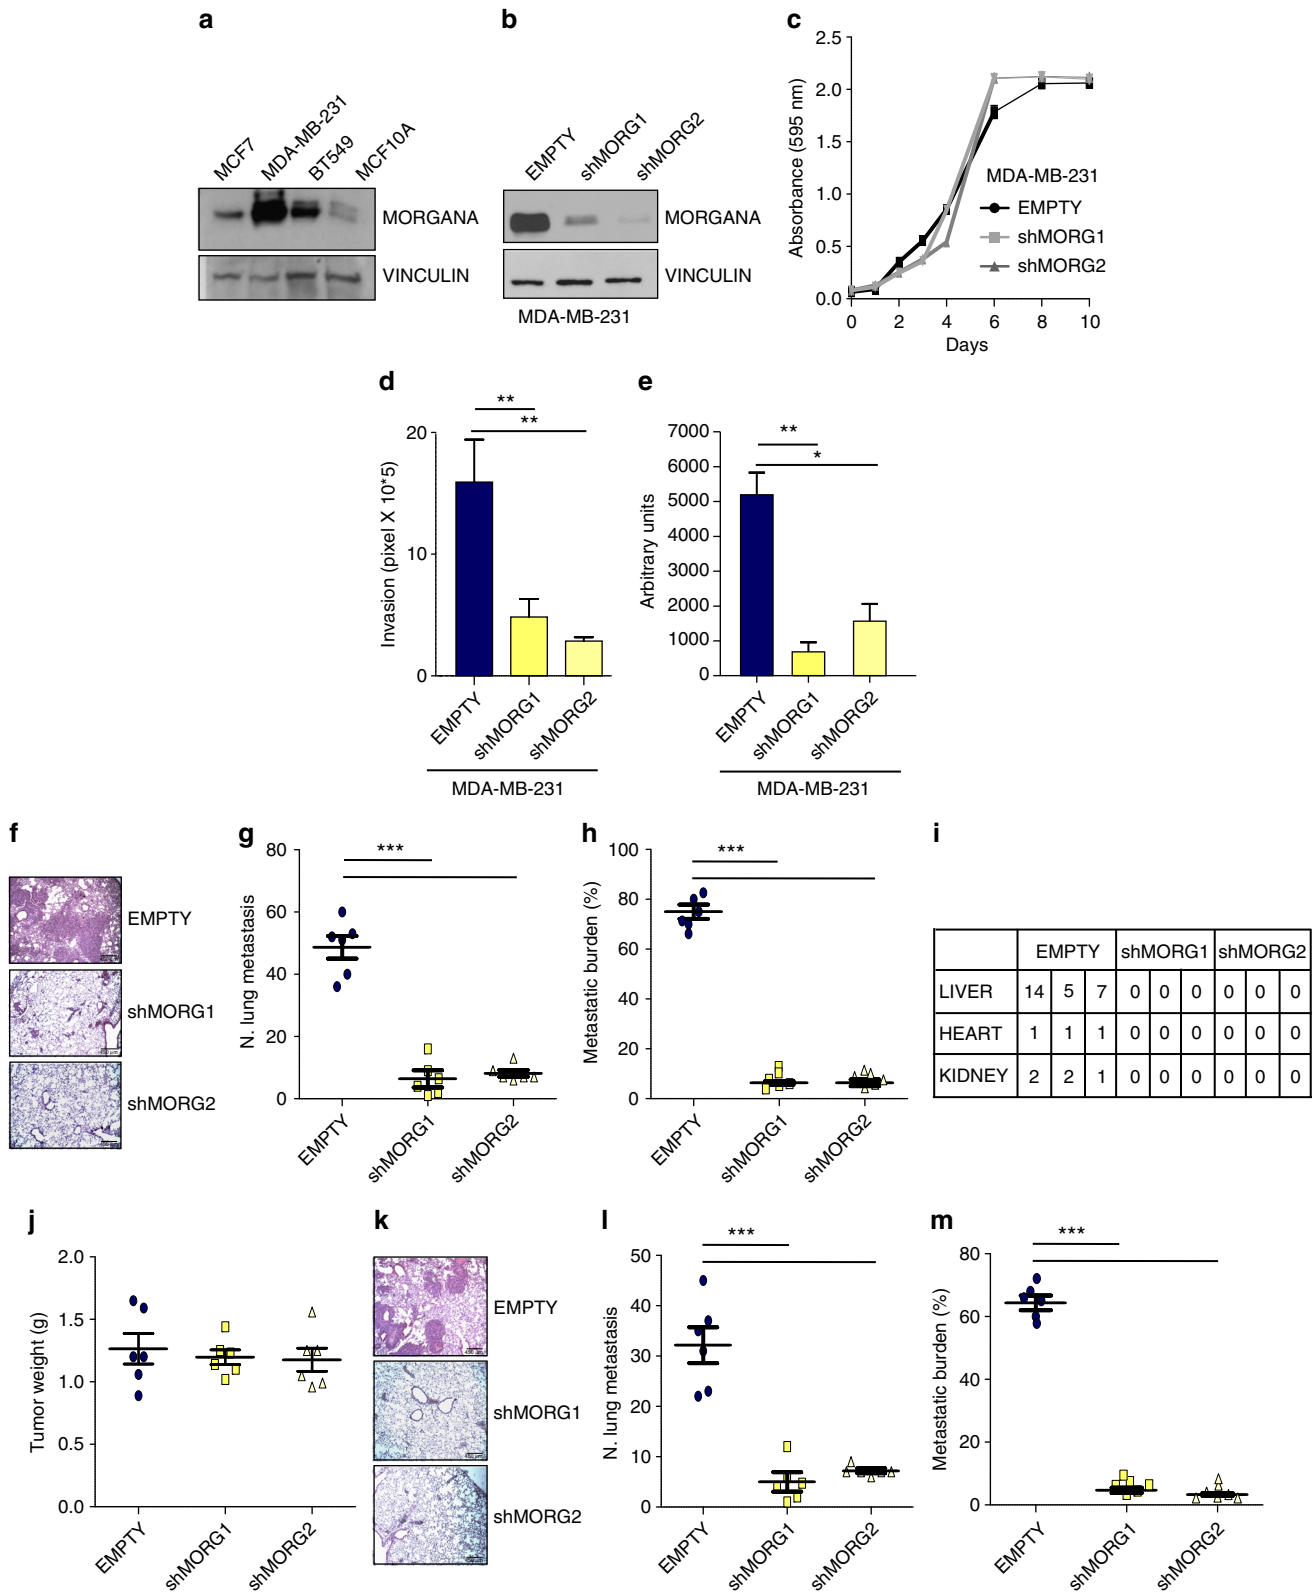 a
MCF7
MDA-MB-231
BT549
MCF10A
MORGANA
VINCULIN
b
EMPTY
shMORG1
shMORG2
MORGANA
VINCULIN
MDA-MB-231
c
Absorbance (595 nm)
2.5
2.0
1.5
1.0
0.5
0.0
0 2 4 6 8 10
Days
MDA-MB-231
EMPTY
shMORG1
shMORG2
d
**
**
Invasion (pixel X 10*5)
20
10
0
EMPTY
shMORG1
shMORG2
MDA-MB-231
e
**
*
Arbitrary units
7000
6000
5000
4000
3000
2000
1000
0
EMPTY
shMORG1
shMORG2
MDA-MB-231
f
EMPTY
shMORG1
shMORG2
g
***
N. lung metastasis
80
60
40
20
0
EMPTY
shMORG1
shMORG2
h
***
Metastatic burden (%)
100
80
60
40
20
0
EMPTY
shMORG1
shMORG2
i
EMPTY shMORG1 shMORG2
LIVER 14 5 7 0 0 0 0 0 0
HEART 1 1 1 0 0 0 0 0 0
KIDNEY 2 2 1 0 0 0 0 0 0
j
Tumor weight (g)
2.0
1.5
1.0
0.5
0.0
EMPTY
shMORG1
shMORG2
k
EMPTY
shMORG1
shMORG2
l
***
N. lung metastasis
50
40
30
20
10
0
EMPTY
shMORG1
shMORG2
m
***
Metastatic burden (%)
80
60
40
20
0
EMPTY
shMORG1
shMORG2